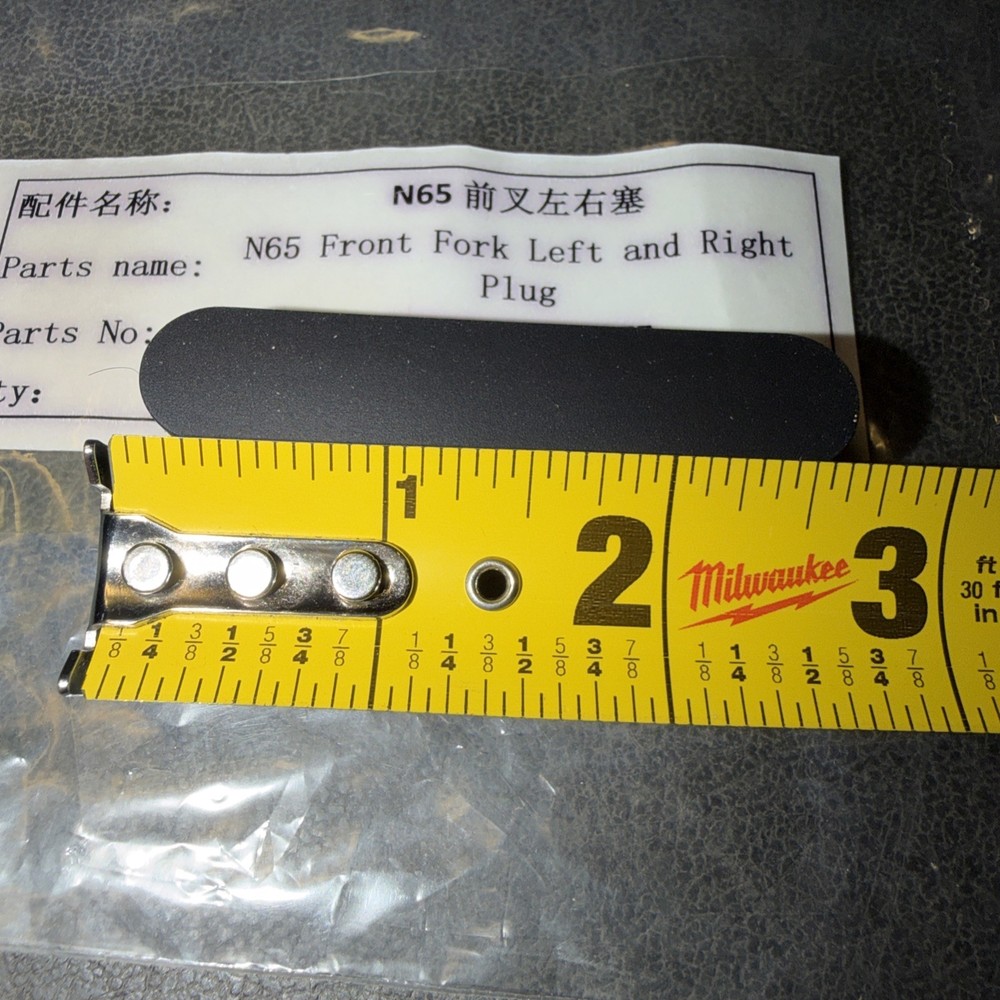 配件名称: N65 前叉左右塞
Parts name: N65 Front Fork Left and Right
Plug
Parts No:
ty:
1 2 Milwaukee 3 ft
30 f
in
1/8 1/4 3/8 1/2 5/8 3/4 7/8 1/8 1/4 3/8 1/2 5/8 3/4 7/8 1/8 1/4 3/8 1/2 5/8 3/4 7/8 1/8